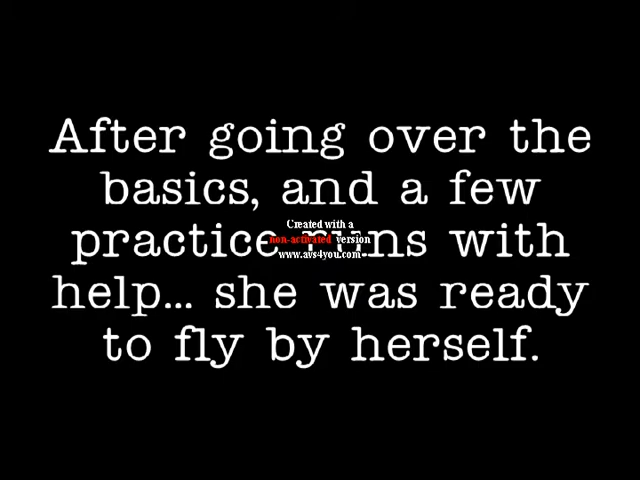 After going over the
basics, and a few
practice runs with
help... she was ready
to fly by herself.
Created with a
non-activated version
www.avs4you.com